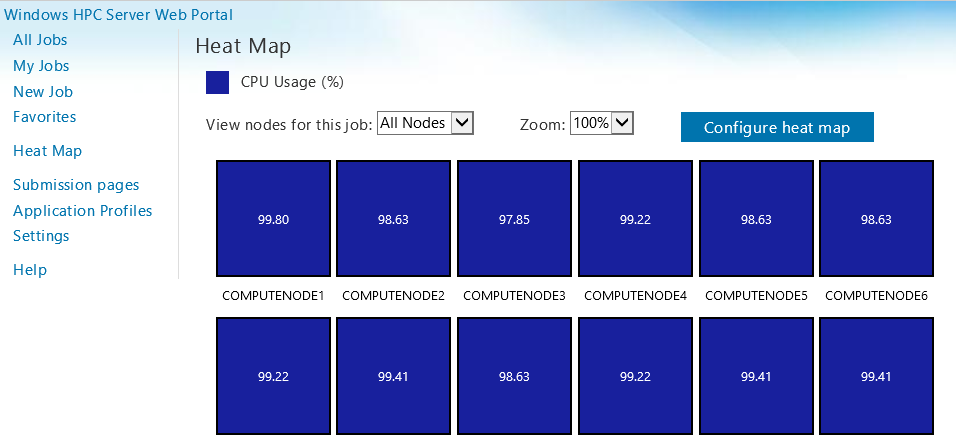 Windows HPC Server Web Portal
All Jobs
My Jobs
New Job
Favorites
Heat Map
Submission pages
Application Profiles
Settings
Help
Heat Map
CPU Usage (%)
View nodes for this job: All Nodes Zoom: 100% Configure heat map
99.80 98.63 97.85 99.22 98.63 98.63
COMPUTENODE1 COMPUTENODE2 COMPUTENODE3 COMPUTENODE4 COMPUTENODE5 COMPUTENODE6
99.22 99.41 98.63 99.22 99.41 99.41